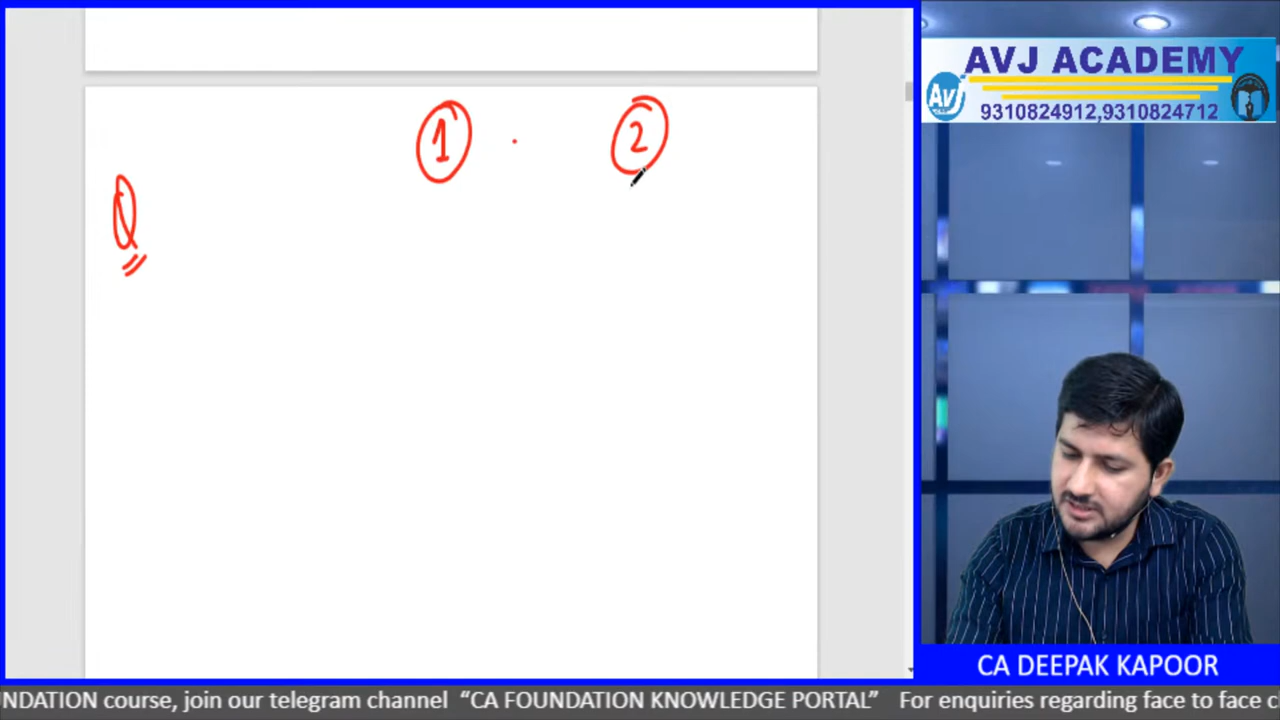 1 . 2
Q
AVJ ACADEMY
AV
9310824912,9310824712
CA DEEPAK KAPOOR
NDATION course, join our telegram channel “CA FOUNDATION KNOWLEDGE PORTAL” For enquiries regarding face to face c